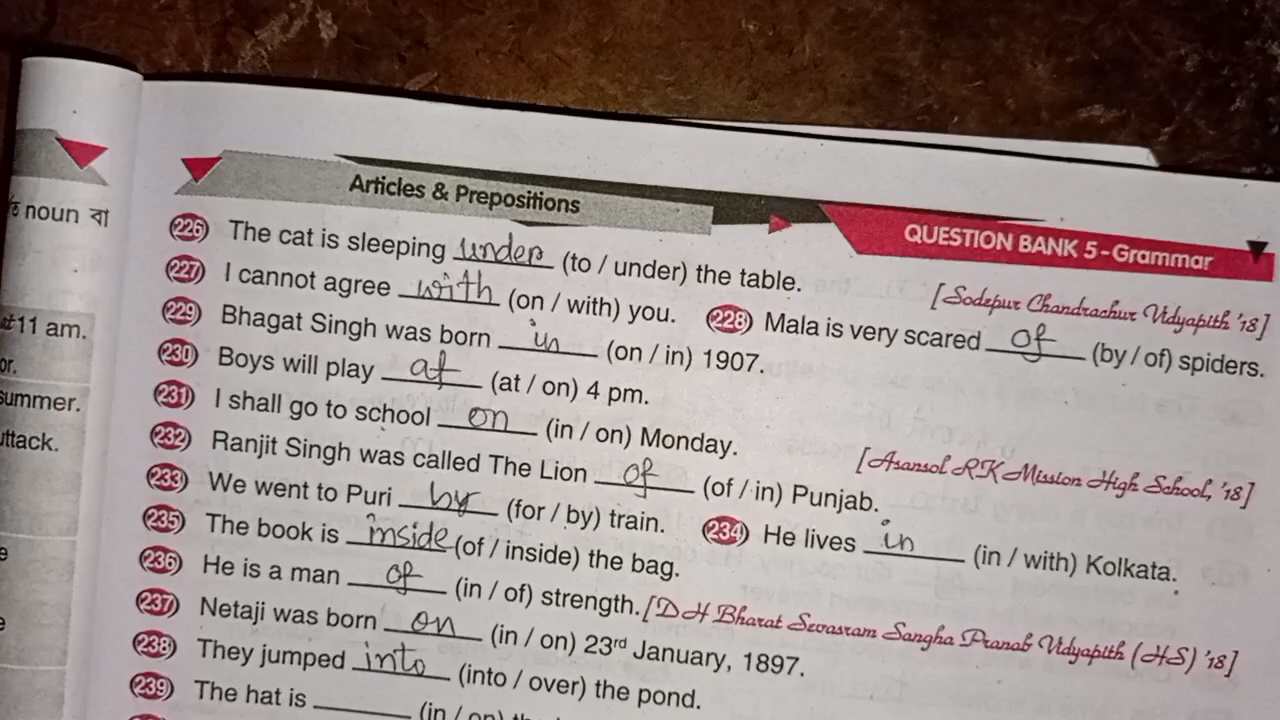 noun বা
11 am.
or.
summer.
attack.
Articles & Prepositions
QUESTION BANK 5-Grammar
226 The cat is sleeping under (to / under) the table.
[Sodepur Chandrachur Vidyapith '18]
227 I cannot agree with (on / with) you. 228 Mala is very scared of (by / of) spiders.
229 Bhagat Singh was born in (on / in) 1907.
230 Boys will play at (at / on) 4 pm.
231 I shall go to school on (in / on) Monday.
[Asansol RK Mission High School, '18]
232 Ranjit Singh was called The Lion of (of / in) Punjab.
233 We went to Puri by (for / by) train. 234 He lives in (in / with) Kolkata.
235 The book is inside (of / inside) the bag.
236 He is a man of (in / of) strength. [D H Bharat Sevasram Sangha Pranab Vidyapith (HS) '18]
237 Netaji was born on (in / on) 23rd January, 1897.
238 They jumped into (into / over) the pond.
239 The hat is ______ (in / on)